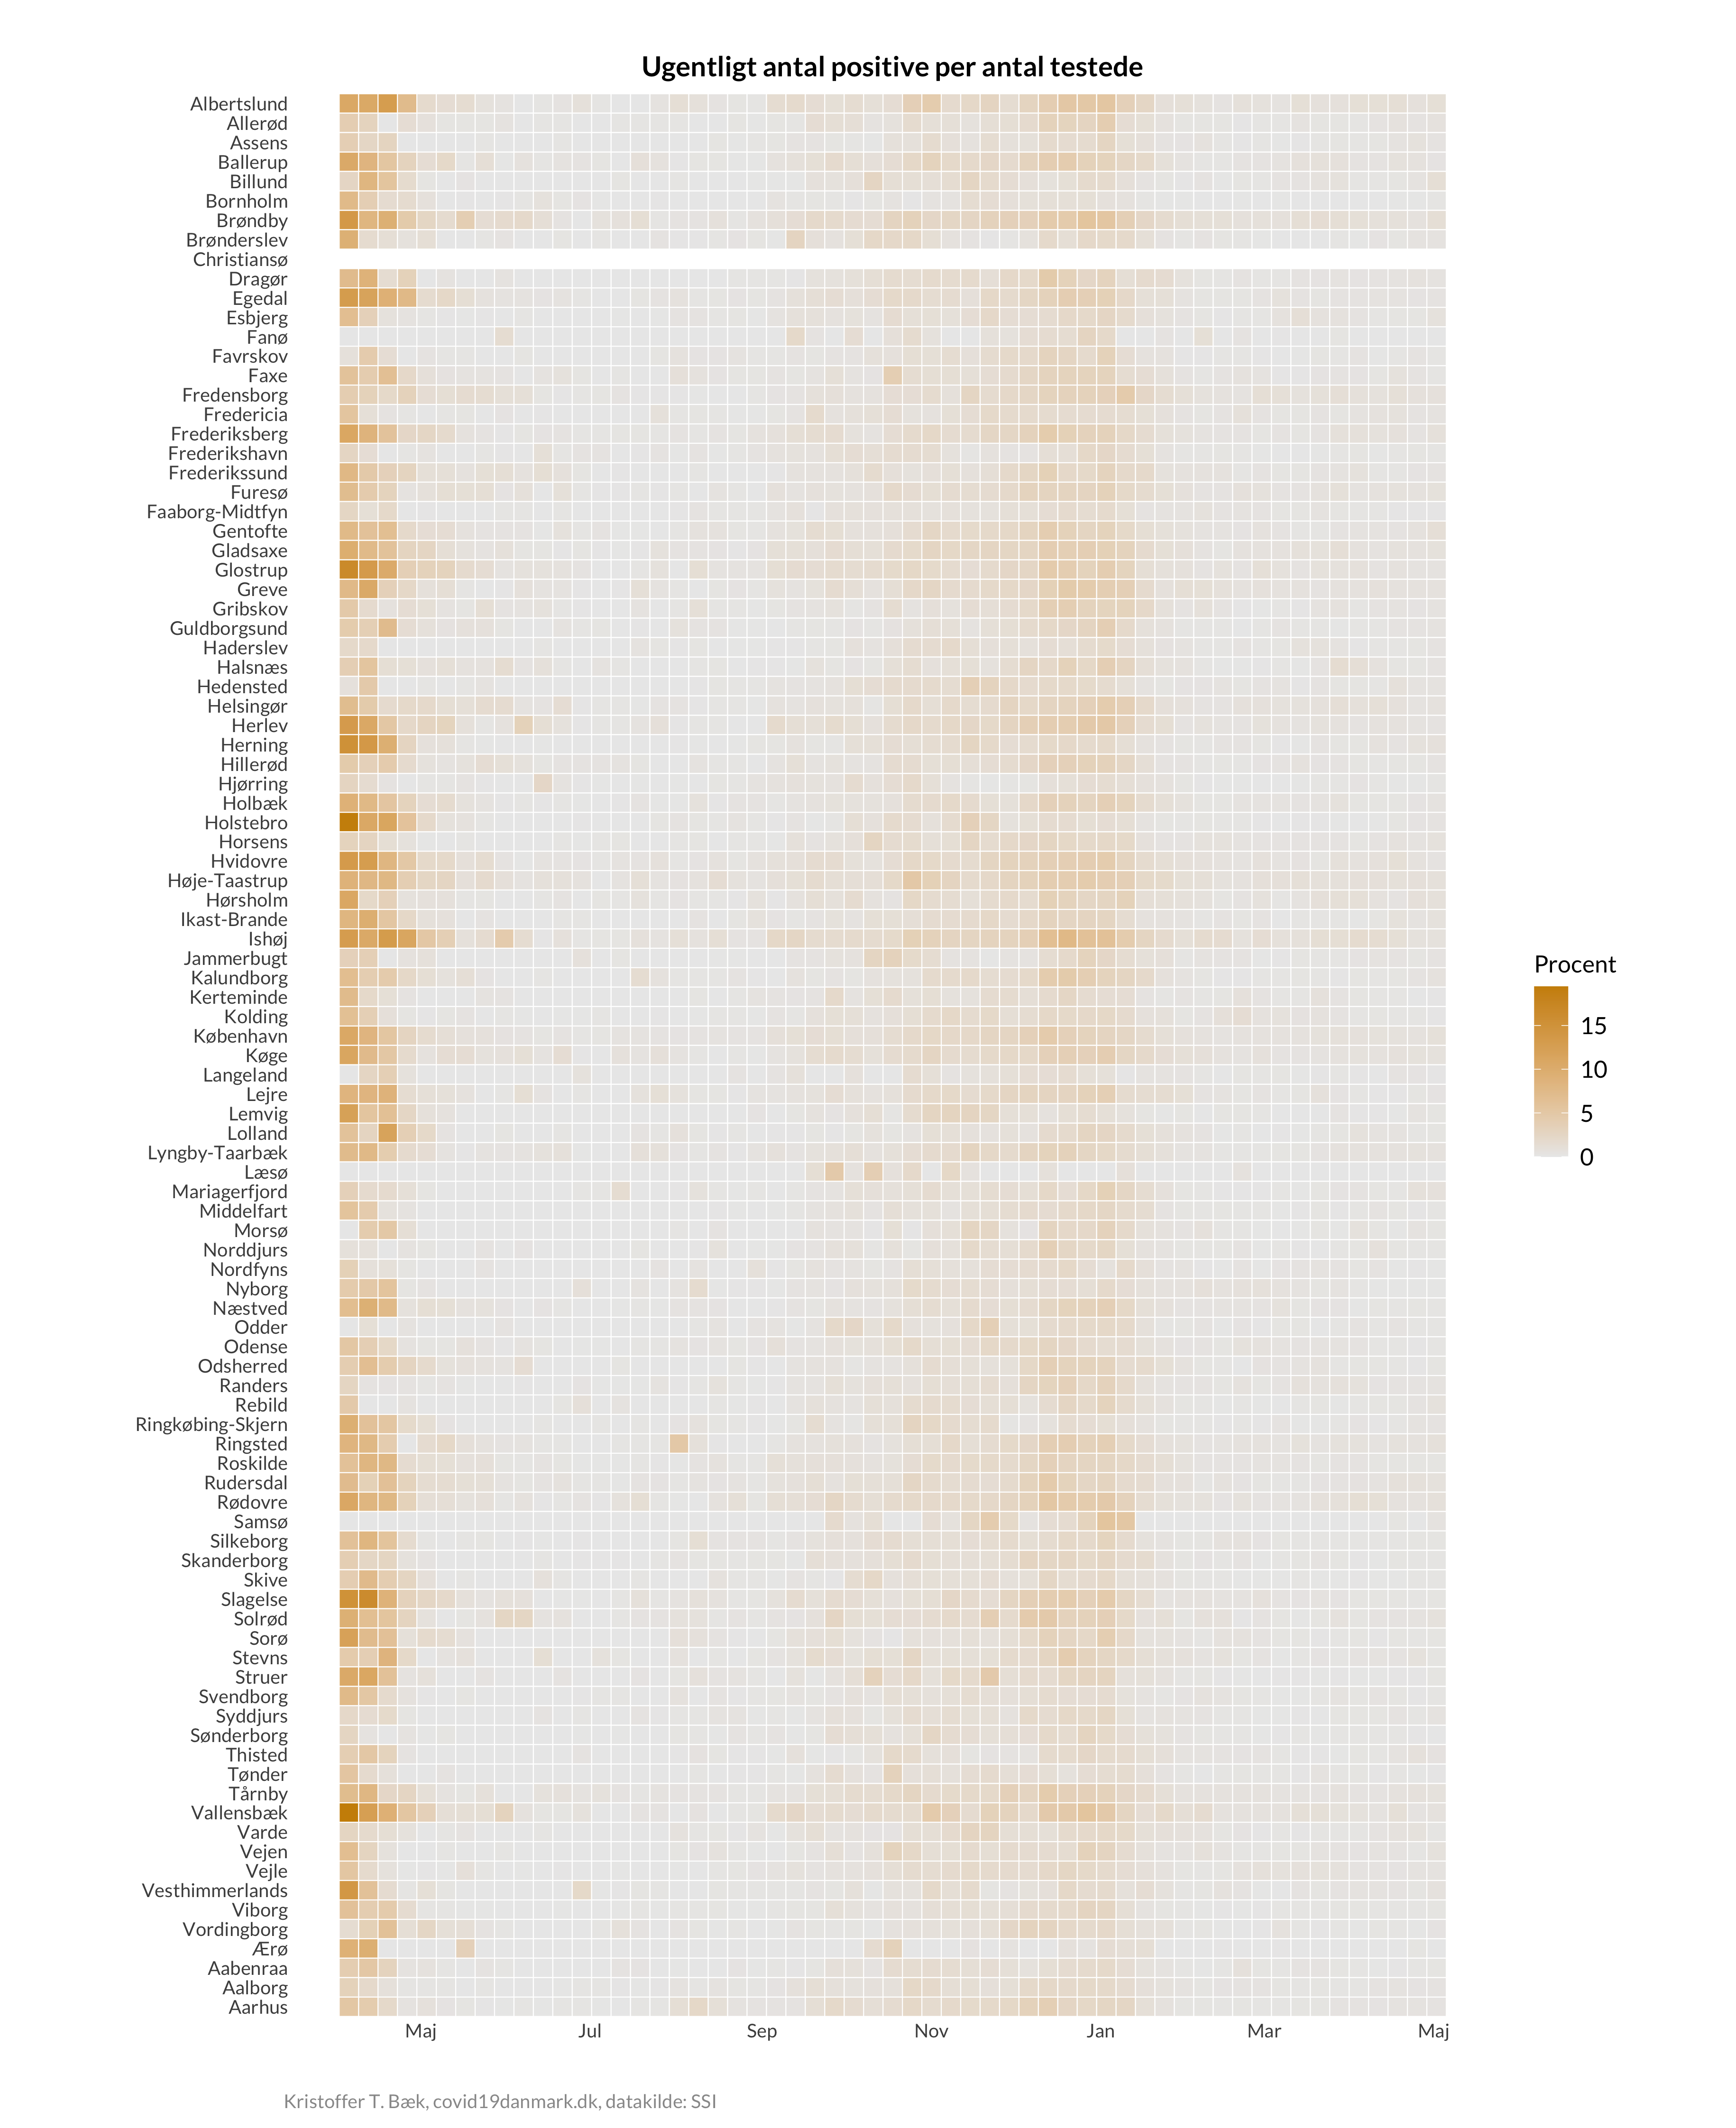 Ugentligt antal positive per antal testede
Albertslund
Allerød
Assens
Ballerup
Billund
Bornholm
Brøndby
Brønderslev
Christiansø
Dragør
Egedal
Esbjerg
Fanø
Favrskov
Faxe
Fredensborg
Fredericia
Frederiksberg
Frederikshavn
Frederikssund
Furesø
Faaborg-Midtfyn
Gentofte
Gladsaxe
Glostrup
Greve
Gribskov
Guldborgsund
Haderslev
Halsnæs
Hedensted
Helsingør
Herlev
Herning
Hillerød
Hjørring
Holbæk
Holstebro
Horsens
Hvidovre
Høje-Taastrup
Hørsholm
Ikast-Brande
Ishøj
Jammerbugt
Kalundborg
Kerteminde
Kolding
København
Køge
Langeland
Lejre
Lemvig
Lolland
Lyngby-Taarbæk
Læsø
Mariagerfjord
Middelfart
Morsø
Norddjurs
Nordfyns
Nyborg
Næstved
Odder
Odense
Odsherred
Randers
Rebild
Ringkøbing-Skjern
Ringsted
Roskilde
Rudersdal
Rødovre
Samsø
Silkeborg
Skanderborg
Skive
Slagelse
Solrød
Sorø
Stevns
Struer
Svendborg
Syddjurs
Sønderborg
Thisted
Tønder
Tårnby
Vallensbæk
Varde
Vejen
Vejle
Vesthimmerlands
Viborg
Vordingborg
Ærø
Aabenraa
Aalborg
Aarhus
Maj Jul Sep Nov Jan Mar Maj
Procent
15
10
5
0
Kristoffer T. Bæk, covid19danmark.dk, datakilde: SSI